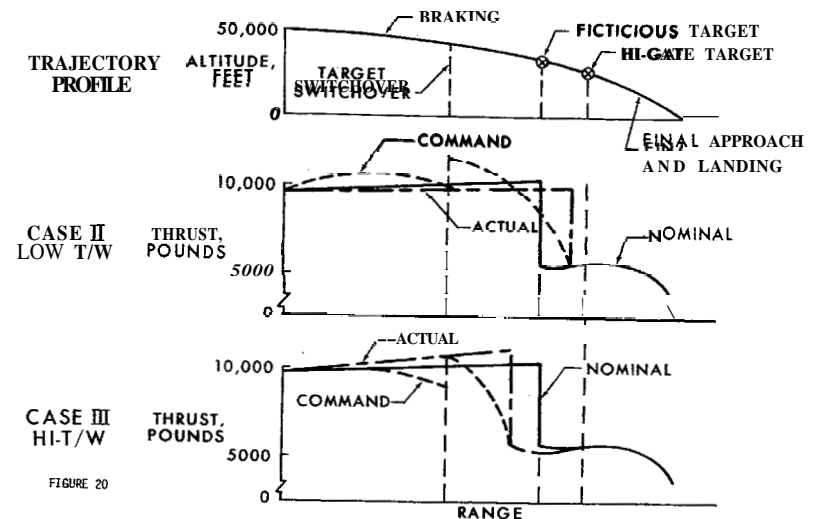 50,000
BRAKING
FICTICIOUS TARGET
HI-GATE TARGET
TRAJECTORY
PROFILE
ALTITUDE,
FEET
TARGET
SWITCHOVER
0
FINAL APPROACH
AND LANDING
COMMAND
10,000
CASE II
LOW T/W
THRUST,
POUNDS
ACTUAL
NOMINAL
5000
0
ACTUAL
10,000
NOMINAL
COMMAND
CASE III
HI-T/W
THRUST,
POUNDS
5000
FIGURE 20
0
RANGE